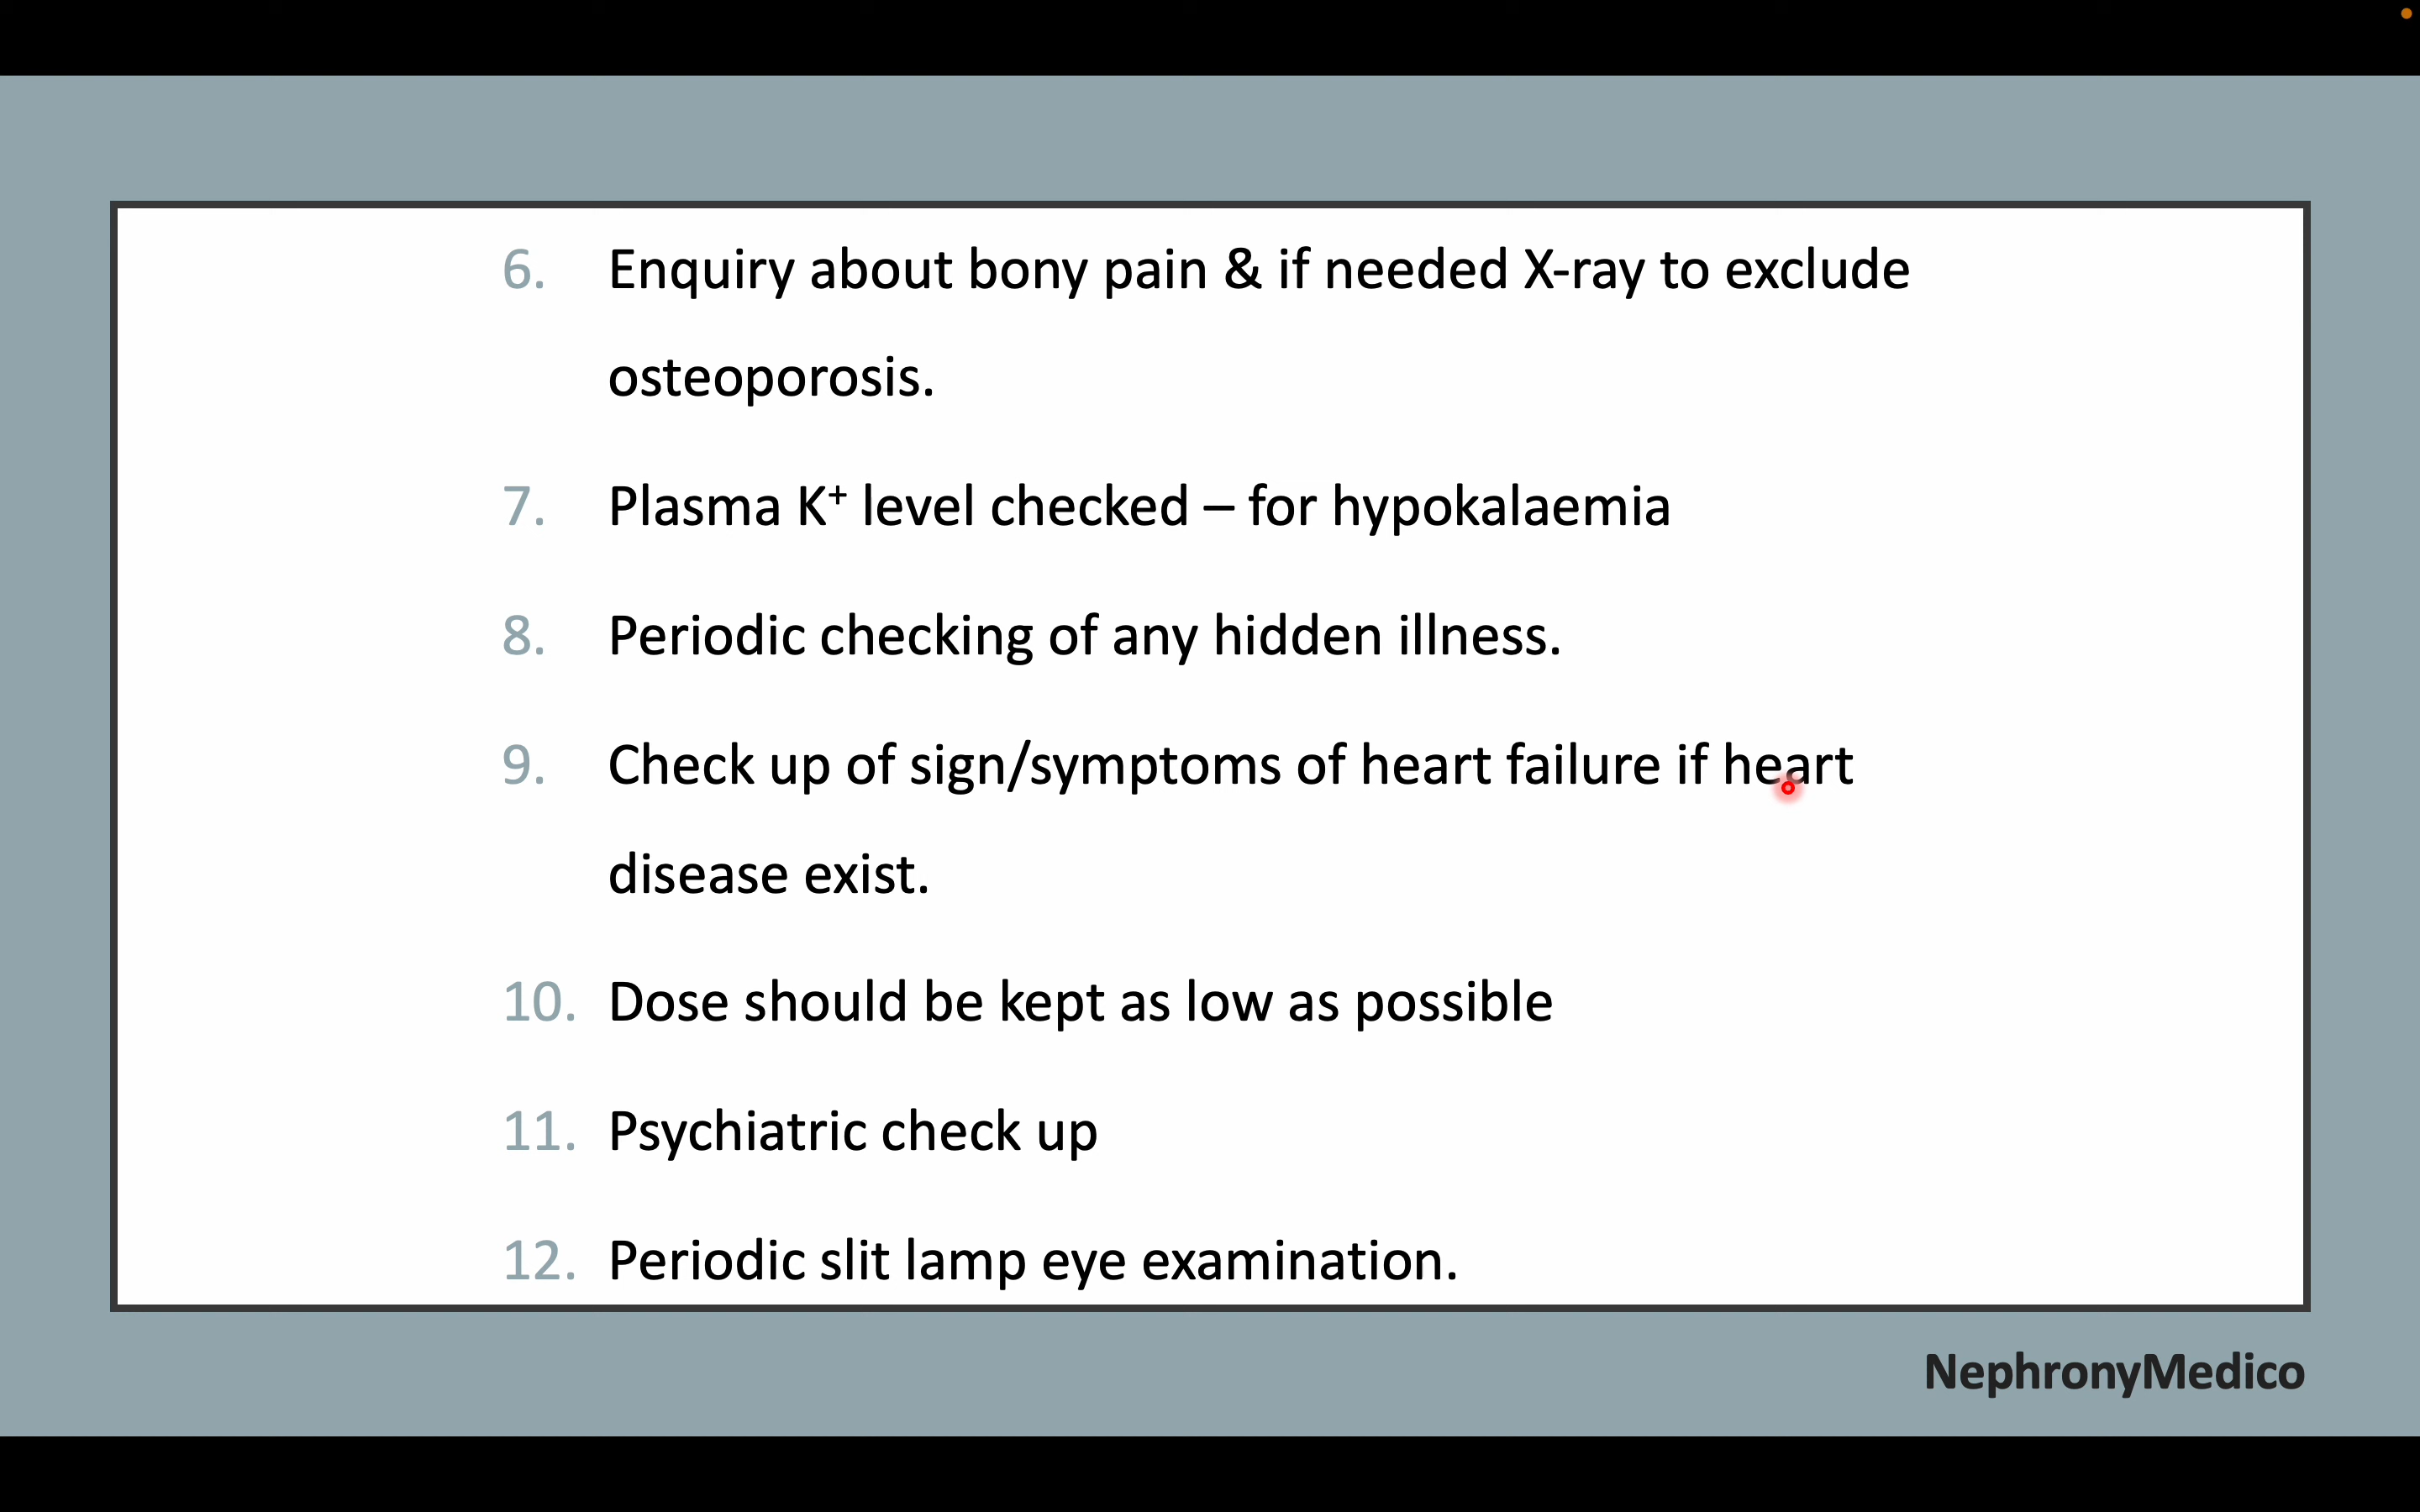 6. Enquiry about bony pain & if needed X-ray to exclude
osteoporosis.
7. Plasma K⁺ level checked – for hypokalaemia
8. Periodic checking of any hidden illness.
9. Check up of sign/symptoms of heart failure if heart
disease exist.
10. Dose should be kept as low as possible
11. Psychiatric check up
12. Periodic slit lamp eye examination.
NephronyMedico